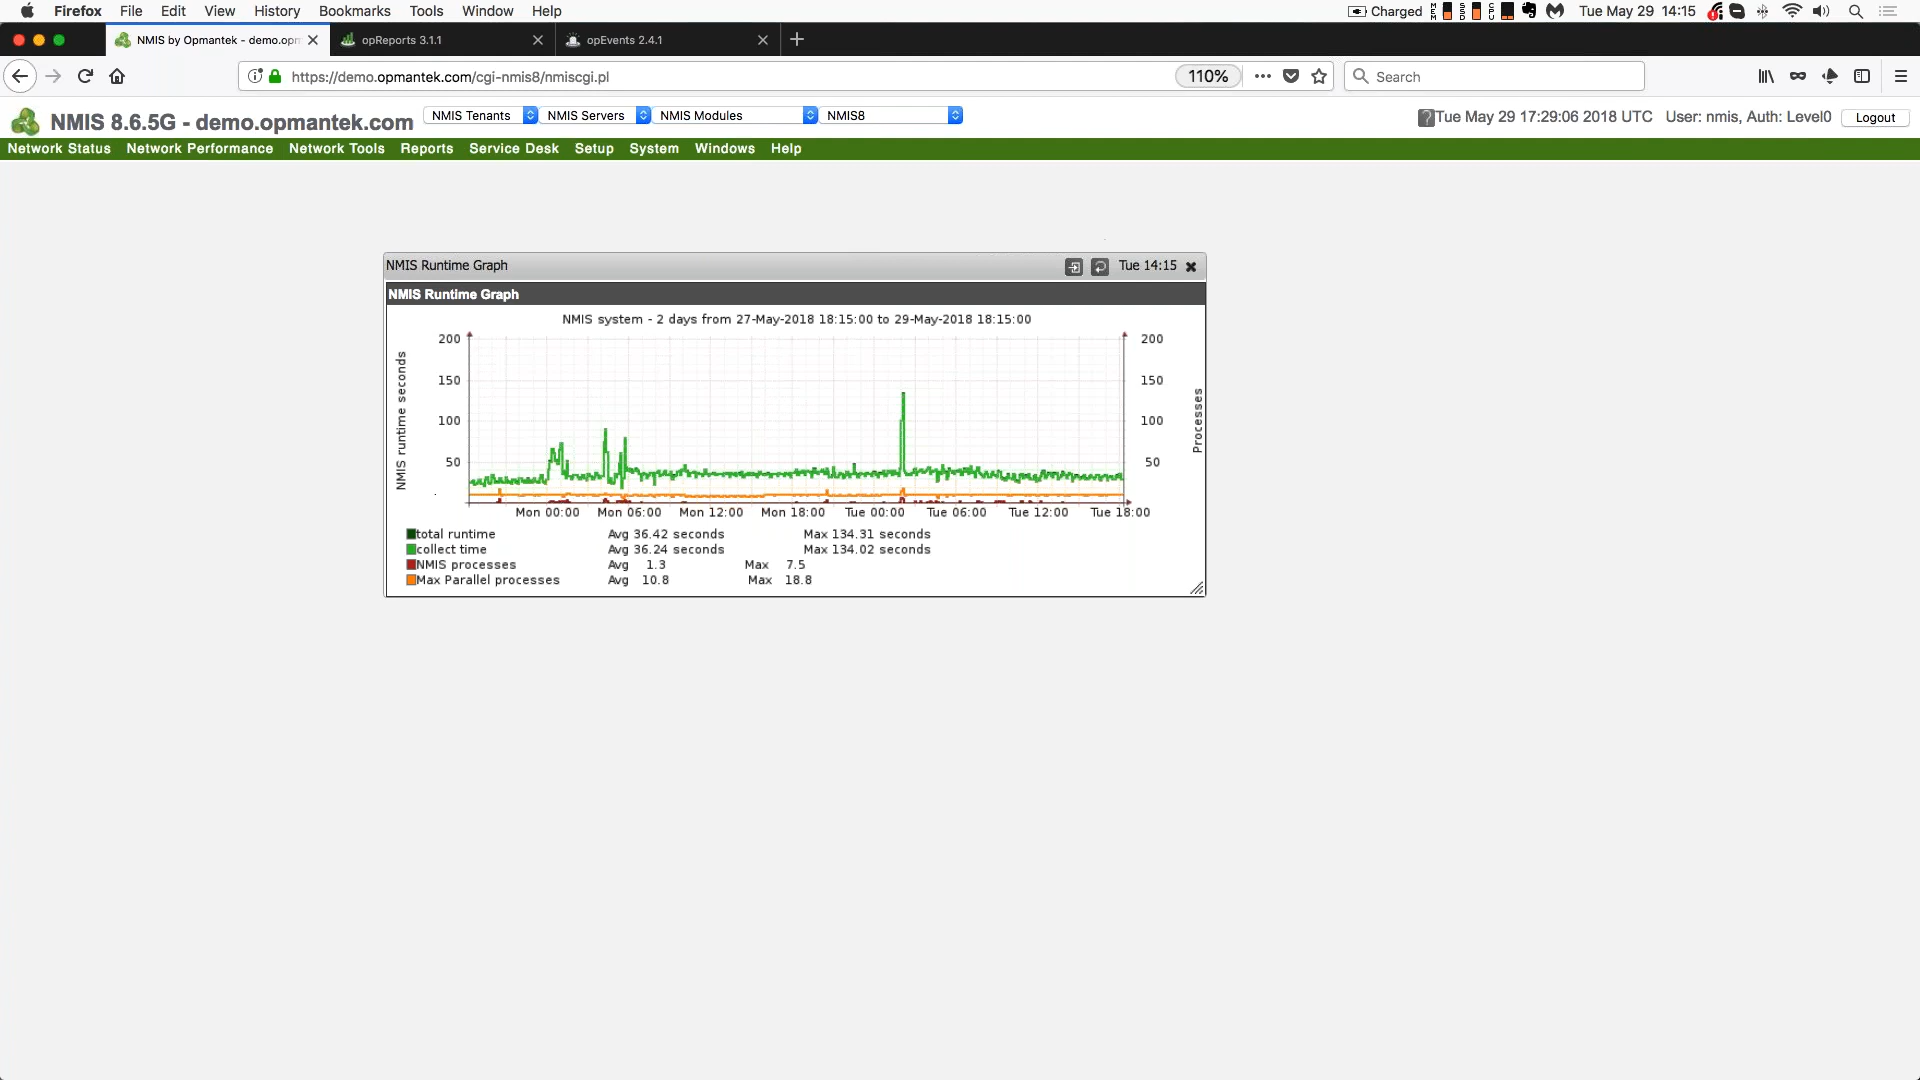 Firefox File Edit View History Bookmarks Tools Window Help Charged MEM SSD CPU Tue May 29 14:15
NMIS by Opmantek - demo.opm opReports 3.1.1 opEvents 2.4.1
https://demo.opmantek.com/cgi-nmis8/nmiscgi.pl 110% Search
NMIS 8.6.5G - demo.opmantek.com NMIS Tenants NMIS Servers NMIS Modules NMIS8 ?Tue May 29 17:29:06 2018 UTC User: nmis, Auth: Level0 Logout
Network Status Network Performance Network Tools Reports Service Desk Setup System Windows Help
NMIS Runtime Graph Tue 14:15
NMIS Runtime Graph
NMIS system - 2 days from 27-May-2018 18:15:00 to 29-May-2018 18:15:00
NMIS runtime seconds
200 200
150 150
100 100
50 50
Processes
Mon 00:00 Mon 06:00 Mon 12:00 Mon 18:00 Tue 00:00 Tue 06:00 Tue 12:00 Tue 18:00
total runtime Avg 36.42 seconds Max 134.31 seconds
collect time Avg 36.24 seconds Max 134.02 seconds
NMIS processes Avg 1.3 Max 7.5
Max Parallel processes Avg 10.8 Max 18.8